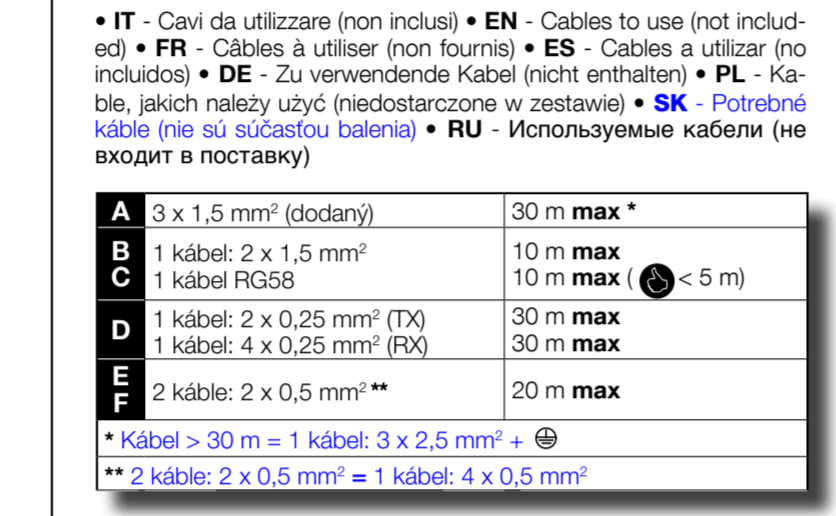 • IT - Cavi da utilizzare (non inclusi) • EN - Cables to use (not includ-
ed) • FR - Câbles à utiliser (non fournis) • ES - Cables a utilizar (no
incluidos) • DE - Zu verwendende Kabel (nicht enthalten) • PL - Ka-
ble, jakich należy użyć (niedostarczone w zestawie) • SK - Potrebné
káble (nie sú súčasťou balenia) • RU - Используемые кабели (не
входит в поставку)
A 3 x 1,5 mm² (dodaný) 30 m max *
B 1 kábel: 2 x 1,5 mm² 10 m max
C 1 kábel RG58 10 m max ( < 5 m)
D 1 kábel: 2 x 0,25 mm² (TX) 30 m max
1 kábel: 4 x 0,25 mm² (RX) 30 m max
E
F 2 káble: 2 x 0,5 mm² ** 20 m max
* Kábel > 30 m = 1 kábel: 3 x 2,5 mm² +
** 2 káble: 2 x 0,5 mm² = 1 kábel: 4 x 0,5 mm²